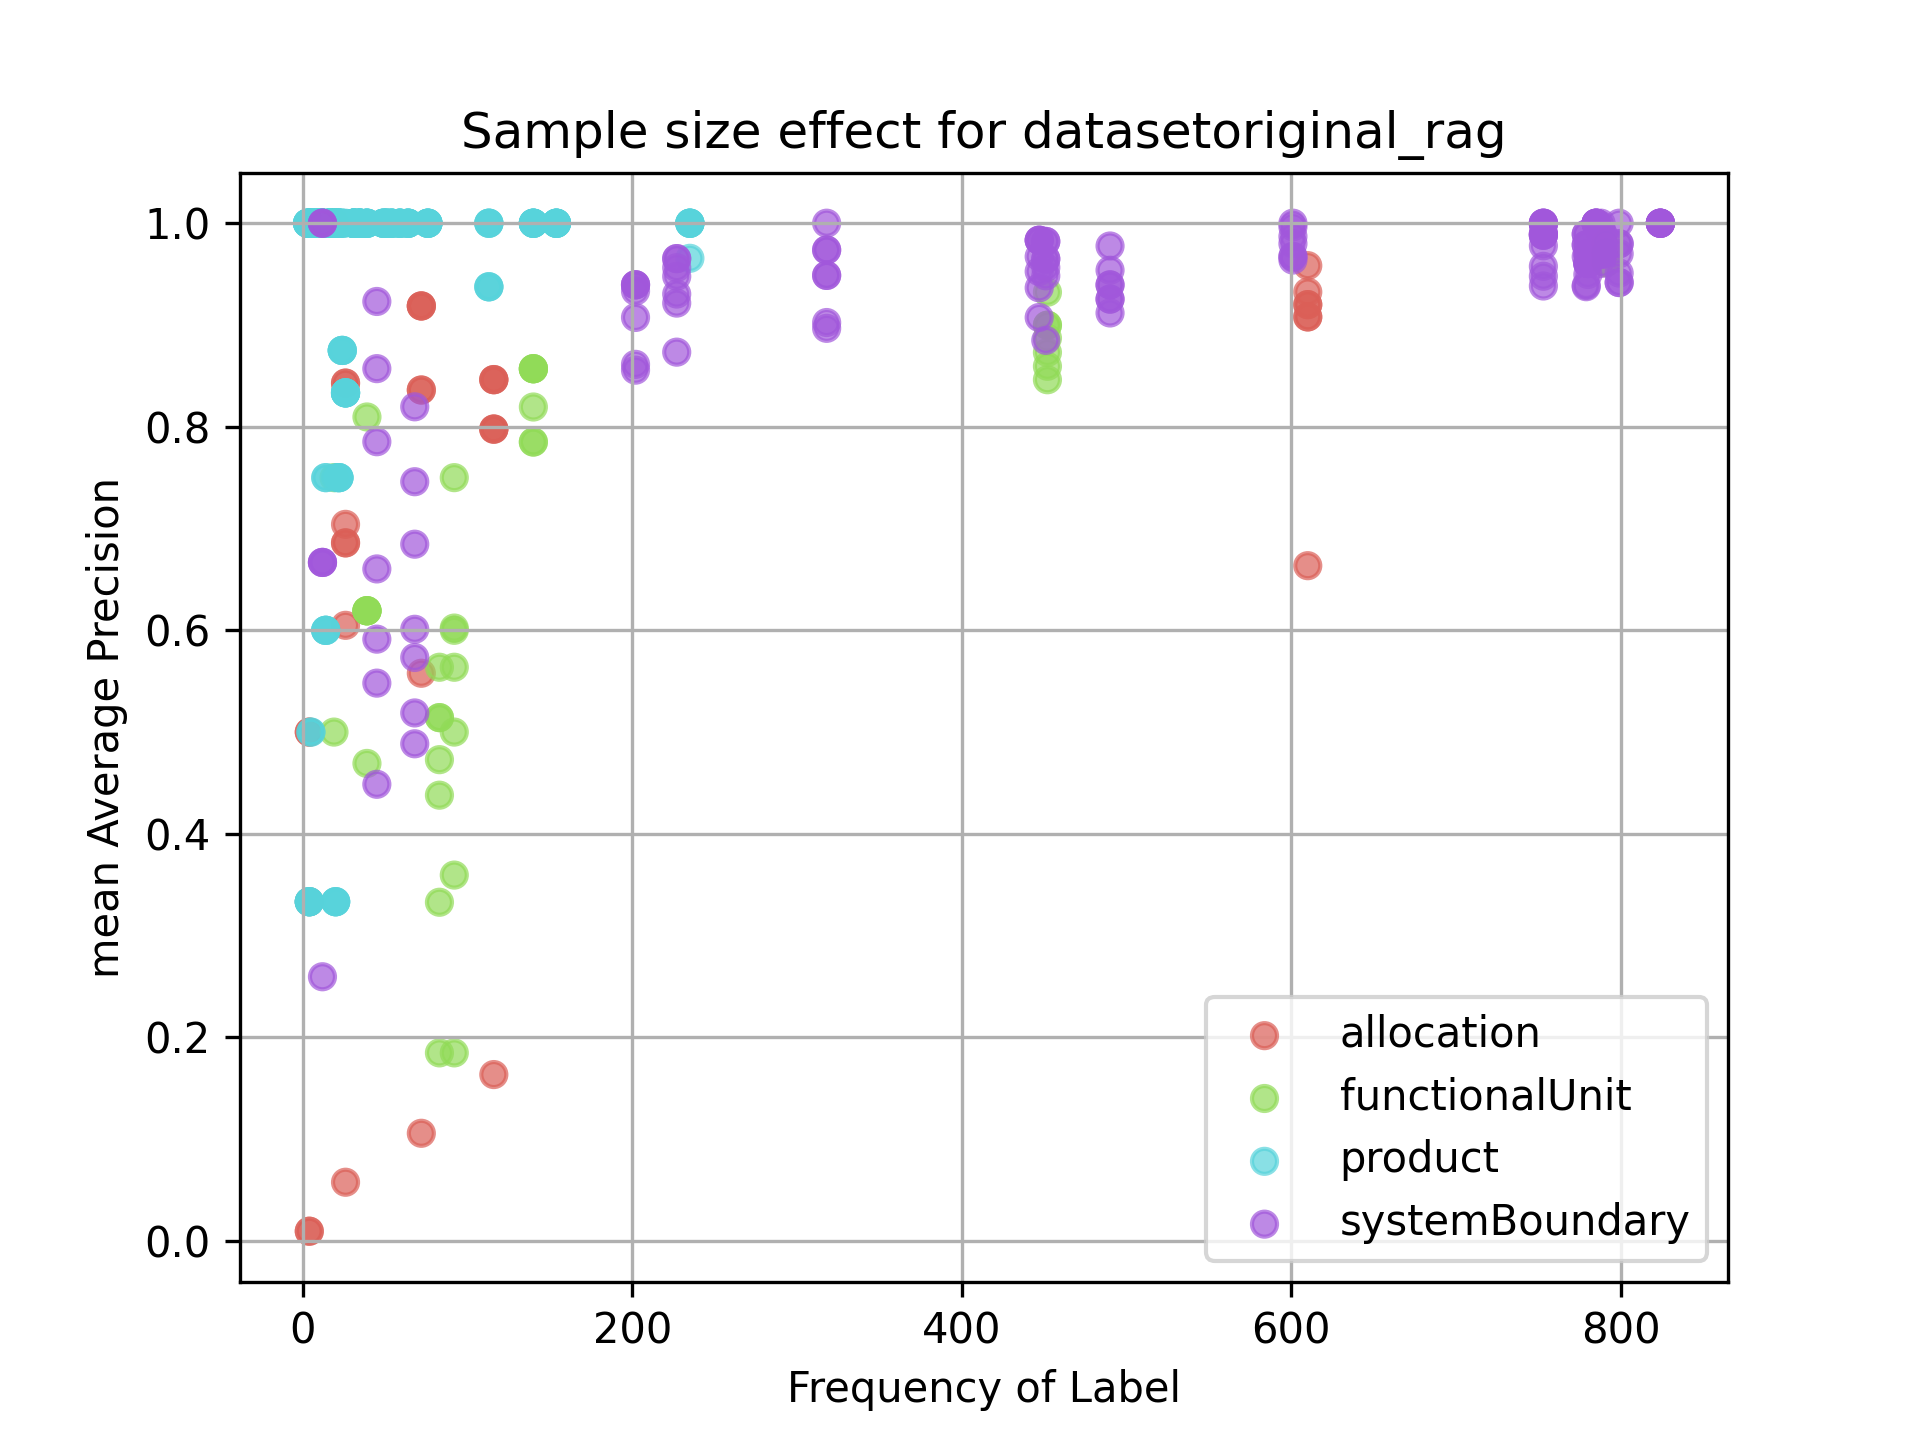 Sample size effect for datasetoriginal_rag
1.0
0.8
0.6
0.4
0.2
0.0
mean Average Precision
0 200 400 600 800
Frequency of Label
allocation
functionalUnit
product
systemBoundary